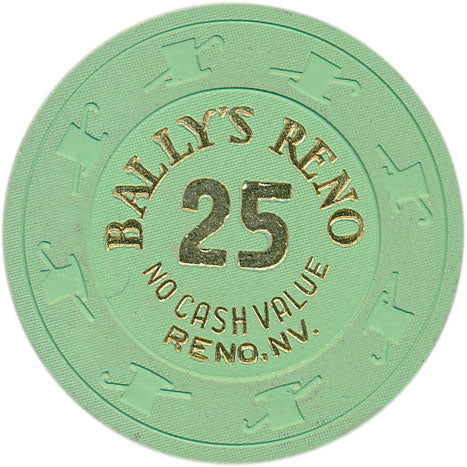 BALLY'S RENO
25
NO CASH VALUE
RENO, NV.